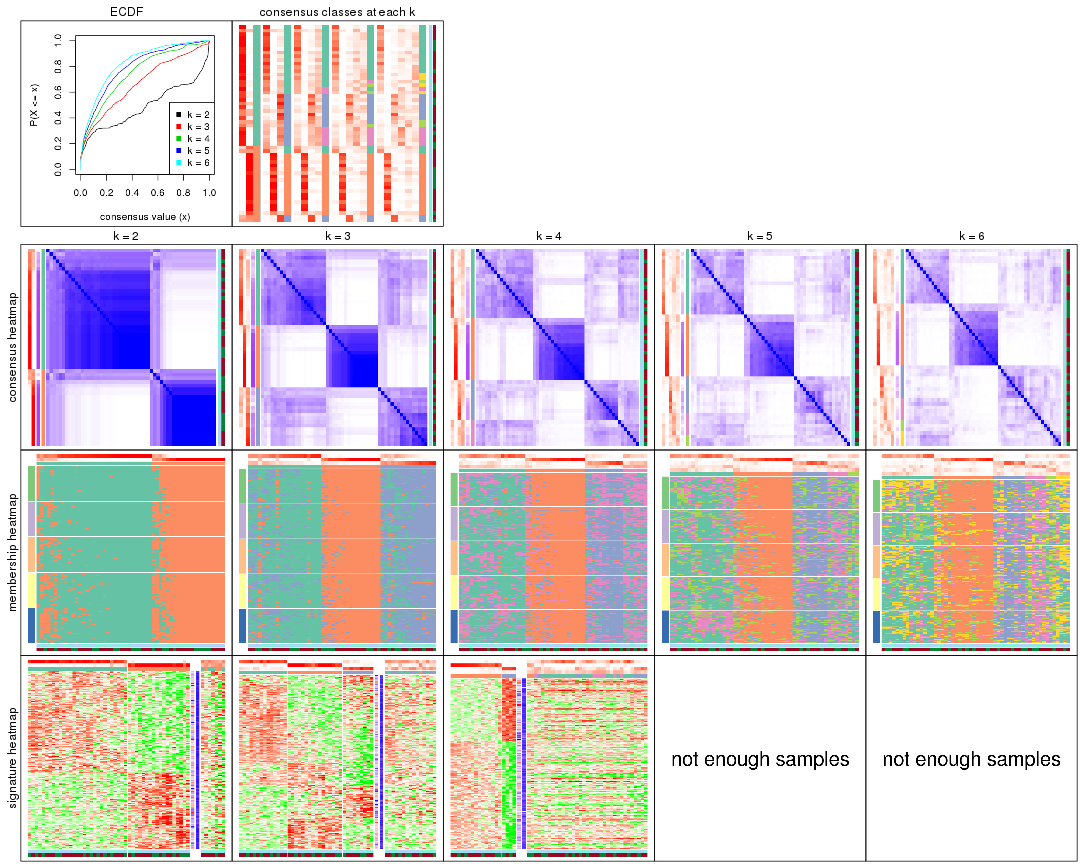 ECDF
consensus classes at each k
P(X <= x)
0.0 0.2 0.4 0.6 0.8 1.0
k = 2
k = 3
k = 4
k = 5
k = 6
0.0 0.2 0.4 0.6 0.8 1.0
consensus value (x)
k = 2 k = 3 k = 4 k = 5 k = 6
consensus heatmap
membership heatmap
signature heatmap
not enough samples not enough samples